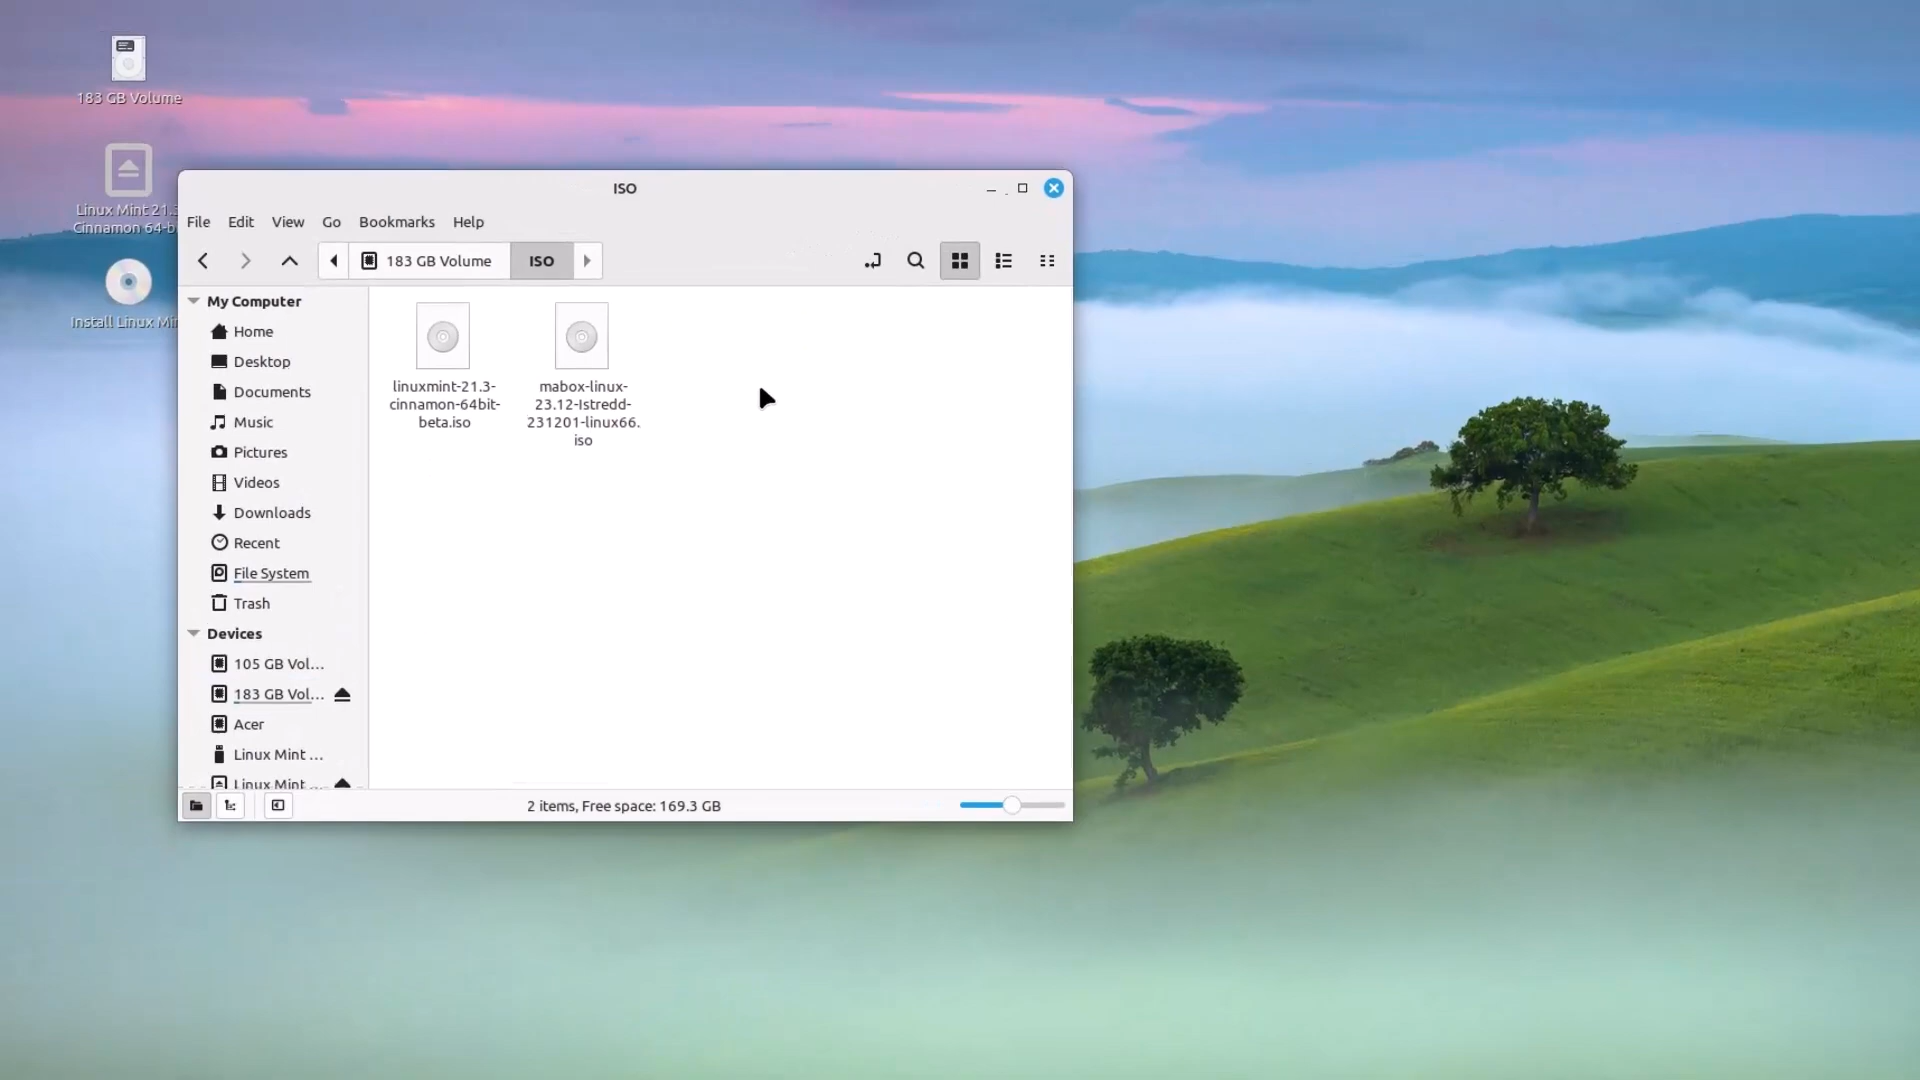 183 GB Volume
Linux Mint 21.3
Cinnamon 64-bi
Install Linux Min
ISO
File Edit View Go Bookmarks Help
183 GB Volume ISO
My Computer
Home
Desktop
Documents
Music
Pictures
Videos
Downloads
Recent
File System
Trash
Devices
105 GB Vol...
183 GB Vol...
Acer
Linux Mint ...
Linux Mint ...
linuxmint-21.3-
cinnamon-64bit-
beta.iso
mabox-linux-
23.12-Istredd-
231201-linux66.
iso
2 items, Free space: 169.3 GB